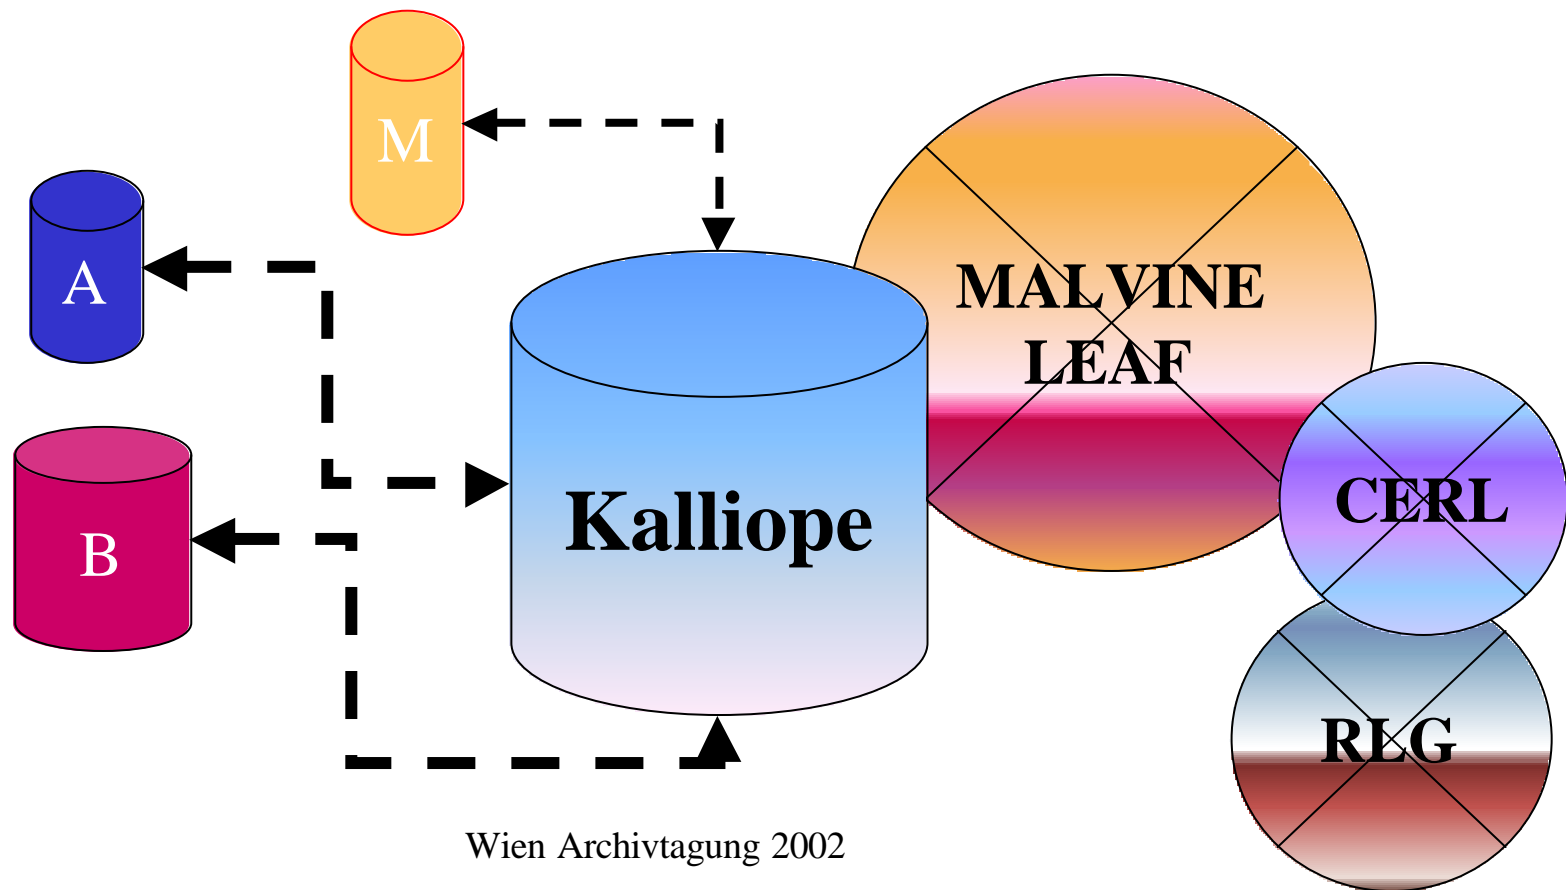 M
A
MALVINE
LEAF
Kalliope
CERL
B
RLG
Wien Archivtagung 2002